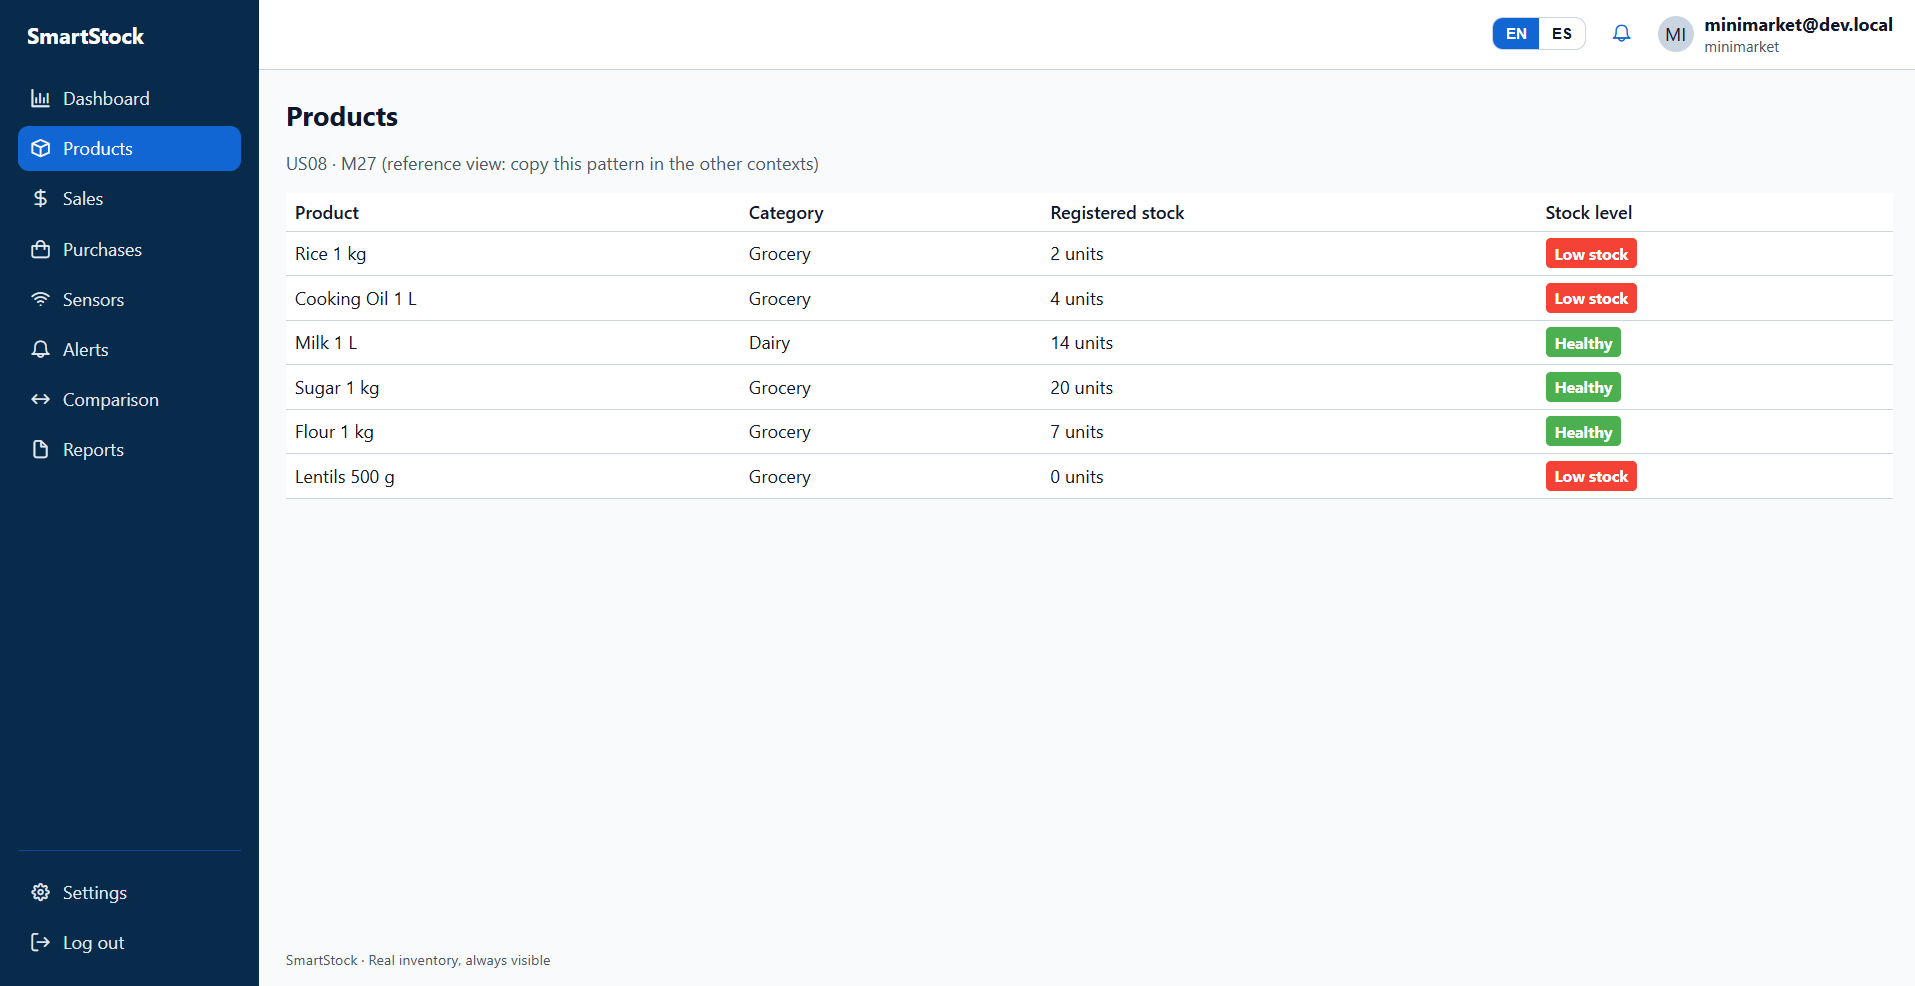 SmartStock
Dashboard
Products
Sales
Purchases
Sensors
Alerts
Comparison
Reports
Settings
Log out
EN ES
MI
minimarket@dev.local
minimarket
Products
US08 · M27 (reference view: copy this pattern in the other contexts)
Product Category Registered stock Stock level
Rice 1 kg Grocery 2 units Low stock
Cooking Oil 1 L Grocery 4 units Low stock
Milk 1 L Dairy 14 units Healthy
Sugar 1 kg Grocery 20 units Healthy
Flour 1 kg Grocery 7 units Healthy
Lentils 500 g Grocery 0 units Low stock
SmartStock · Real inventory, always visible